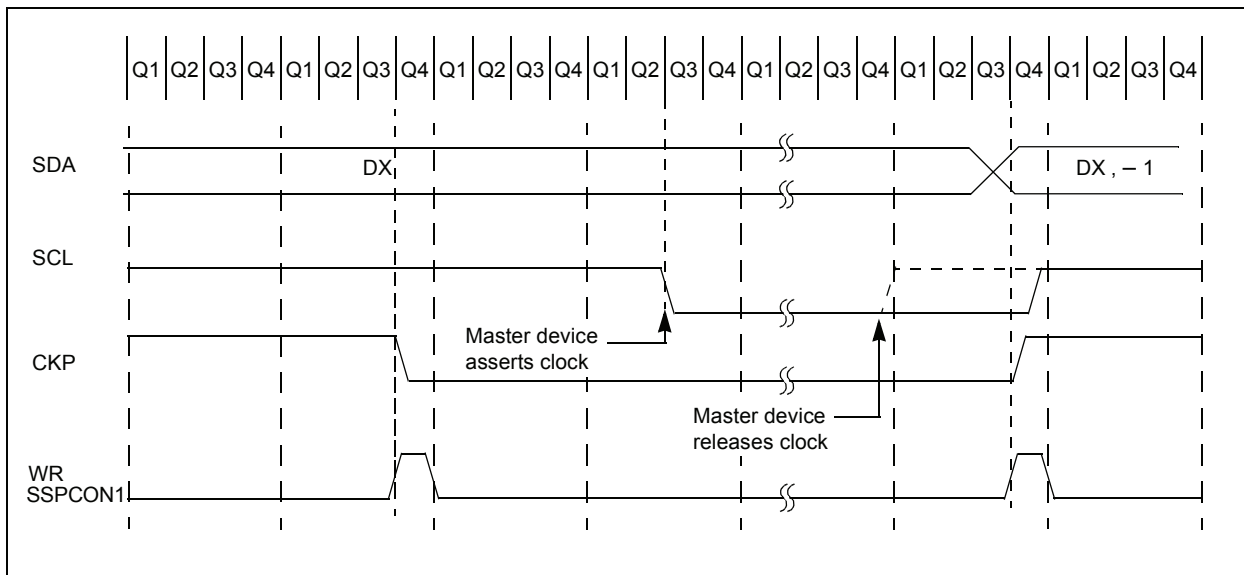 Q1 Q2 Q3 Q4 Q1 Q2 Q3 Q4 Q1 Q2 Q3 Q4 Q1 Q2 Q3 Q4 Q1 Q2 Q3 Q4 Q1 Q2 Q3 Q4 Q1 Q2 Q3 Q4
SDA
DX
DX , – 1
SCL
Master device
asserts clock
CKP
Master device
releases clock
WR
SSPCON1